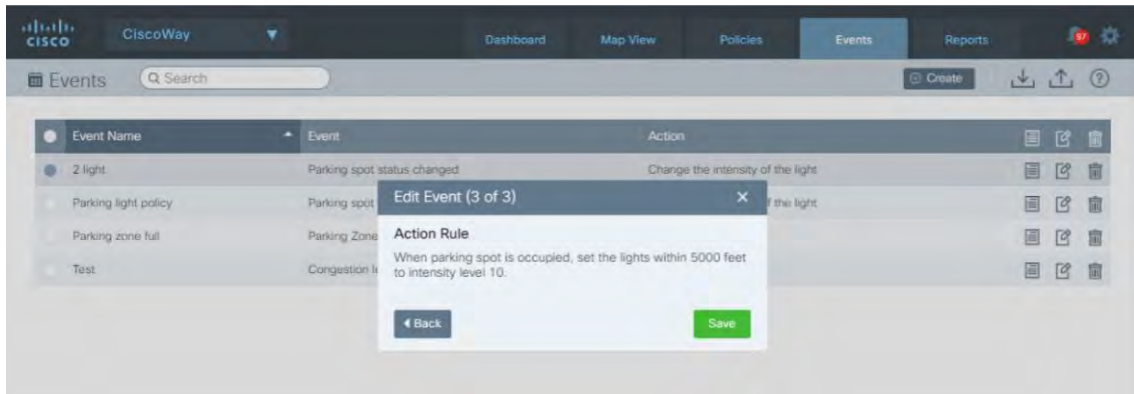 CISCO
CiscoWay
Dashboard
Map View
Policies
Events
Reports
97
Events
Search
Create
Event Name
Event
Action
2 light
Parking spot status changed
Change the intensity of the light
Parking light policy
Parking spot
of the light
Parking zone full
Parking Zone
Test
Congestion
Edit Event (3 of 3)
Action Rule
When parking spot is occupied, set the lights within 5000 feet
to intensity level 10.
Back
Save